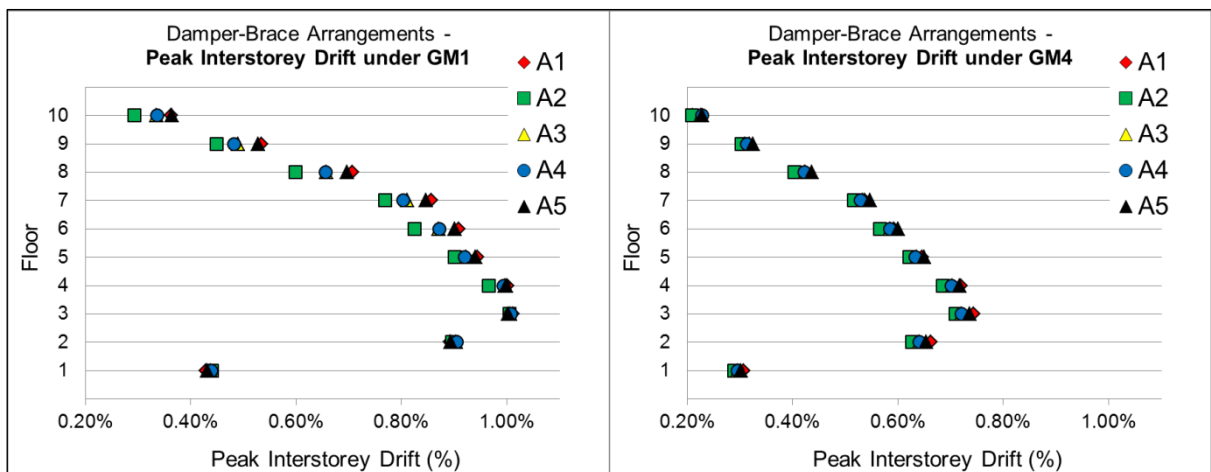 Damper-Brace Arrangements -
Peak Interstorey Drift under GM1
A1
A2
A3
A4
A5
10
9
8
7
6
5
4
3
2
1
Floor
0.20% 0.40% 0.60% 0.80% 1.00%
Peak Interstorey Drift (%)
Damper-Brace Arrangements -
Peak Interstorey Drift under GM4
A1
A2
A3
A4
A5
10
9
8
7
6
5
4
3
2
1
Floor
0.20% 0.40% 0.60% 0.80% 1.00%
Peak Interstorey Drift (%)